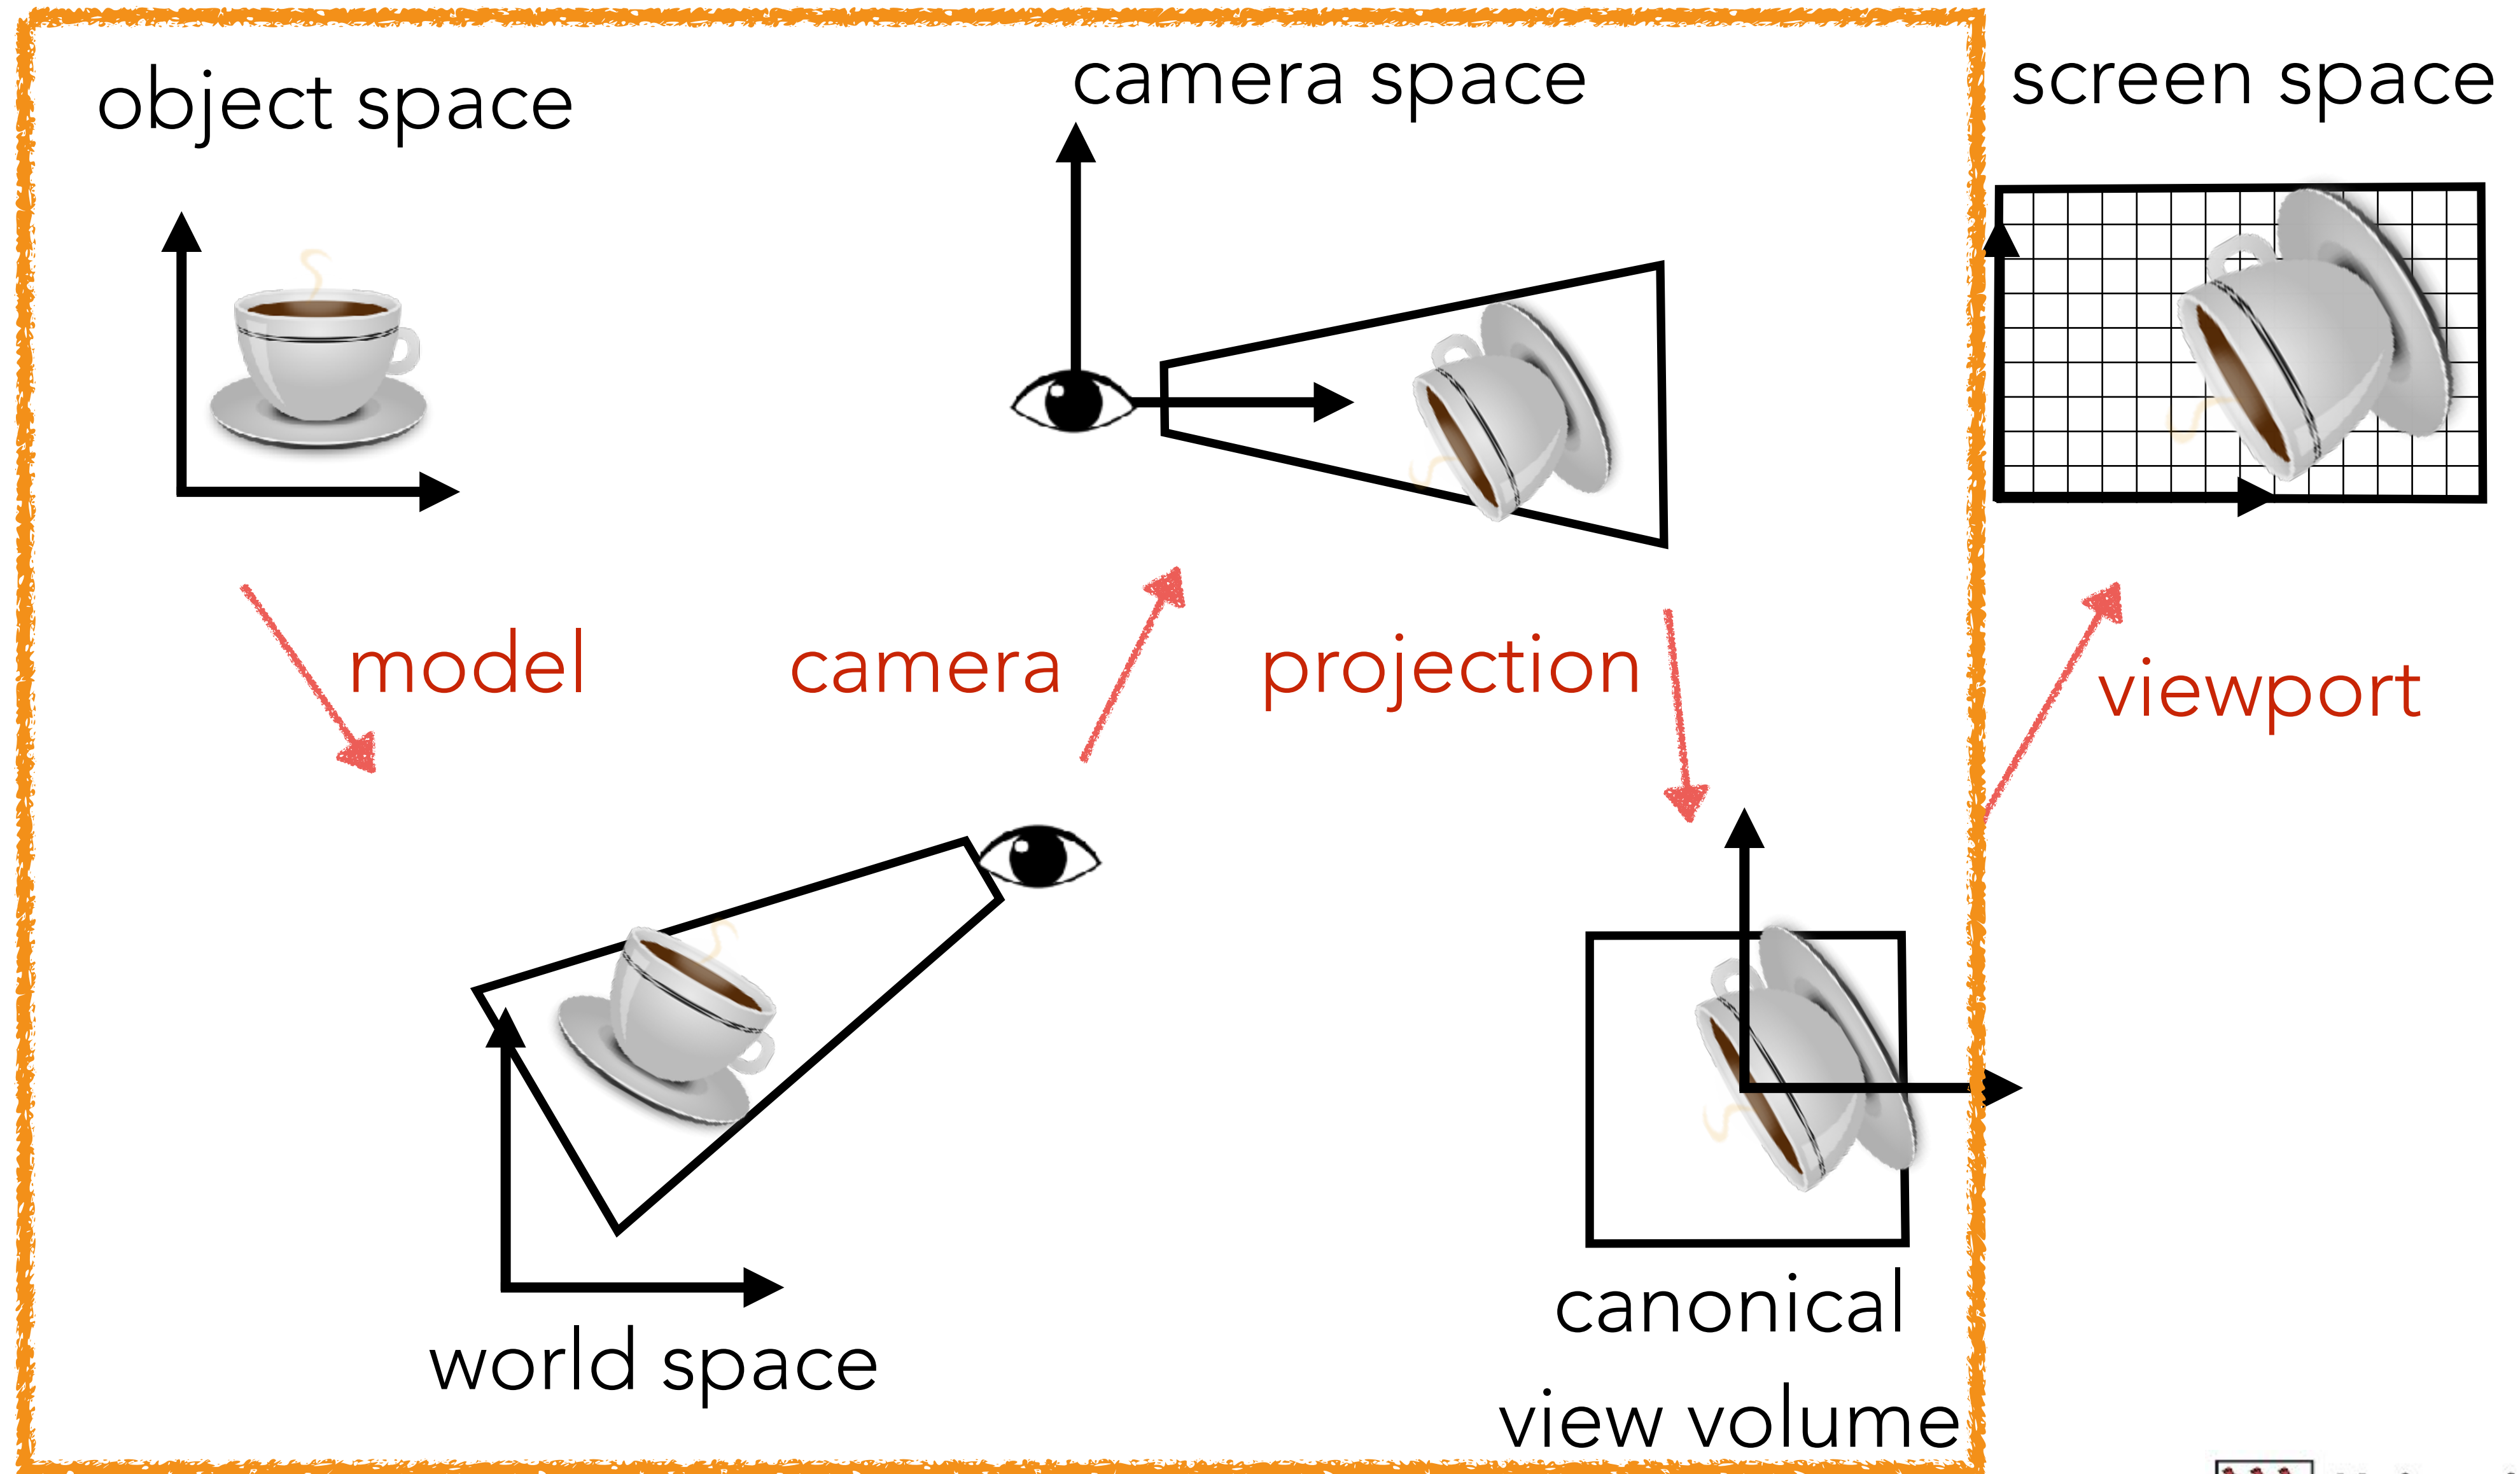 object space
camera space
screen space
model
camera
projection
viewport
world space
canonical
view volume